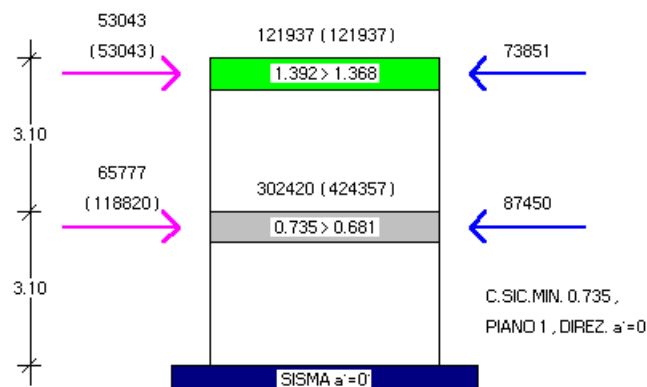 53043
(53043)
121937 (121937)
73851
1.392 > 1.368
3.10
65777
(118820)
302420 (424357)
87450
0.735 > 0.681
3.10
C.SIC.MIN. 0.735 ,
PIANO 1 , DIREZ. a'=0
SISMA a'=0'